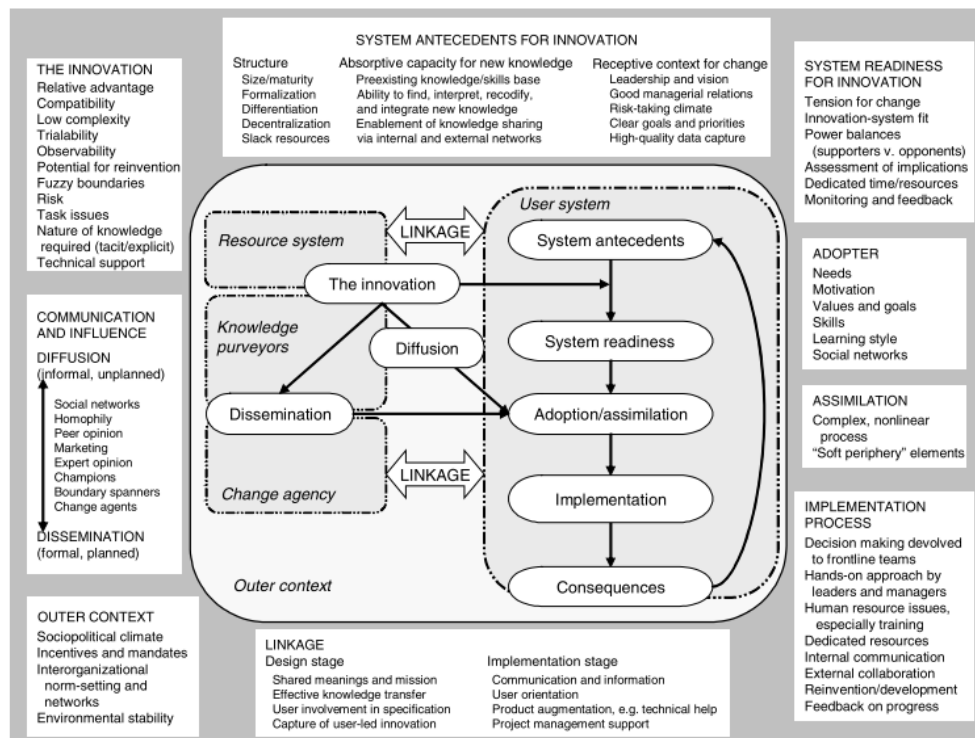 SYSTEM ANTECEDENTS FOR INNOVATION
Structure
Size/maturity
Formalization
Differentiation
Decentralization
Slack resources
Absorptive capacity for new knowledge
Preexisting knowledge/skills base
Ability to find, interpret, recodify,
and integrate new knowledge
Enablement of knowledge sharing
via internal and external networks
Receptive context for change
Leadership and vision
Good managerial relations
Risk-taking climate
Clear goals and priorities
High-quality data capture
THE INNOVATION
Relative advantage
Compatibility
Low complexity
Trialability
Observability
Potential for reinvention
Fuzzy boundaries
Risk
Task issues
Nature of knowledge
required (tacit/explicit)
Technical support
COMMUNICATION
AND INFLUENCE
DIFFUSION
(informal, unplanned)
Social networks
Homophily
Peer opinion
Marketing
Expert opinion
Champions
Boundary spanners
Change agents
DISSEMINATION
(formal, planned)
OUTER CONTEXT
Sociopolitical climate
Incentives and mandates
Interorganizational
norm-setting and
networks
Environmental stability
Resource system
LINKAGE
User system
System antecedents
The innovation
Knowledge
purveyors
Diffusion
System readiness
Dissemination
Adoption/assimilation
LINKAGE
Change agency
Implementation
Outer context
Consequences
LINKAGE
Design stage
Shared meanings and mission
Effective knowledge transfer
User involvement in specification
Capture of user-led innovation
Implementation stage
Communication and information
User orientation
Product augmentation, e.g. technical help
Project management support
SYSTEM READINESS
FOR INNOVATION
Tension for change
Innovation-system fit
Power balances
(supporters v. opponents)
Assessment of implications
Dedicated time/resources
Monitoring and feedback
ADOPTER
Needs
Motivation
Values and goals
Skills
Learning style
Social networks
ASSIMILATION
Complex, nonlinear
process
“Soft periphery” elements
IMPLEMENTATION
PROCESS
Decision making devolved
to frontline teams
Hands-on approach by
leaders and managers
Human resource issues,
especially training
Dedicated resources
Internal communication
External collaboration
Reinvention/development
Feedback on progress